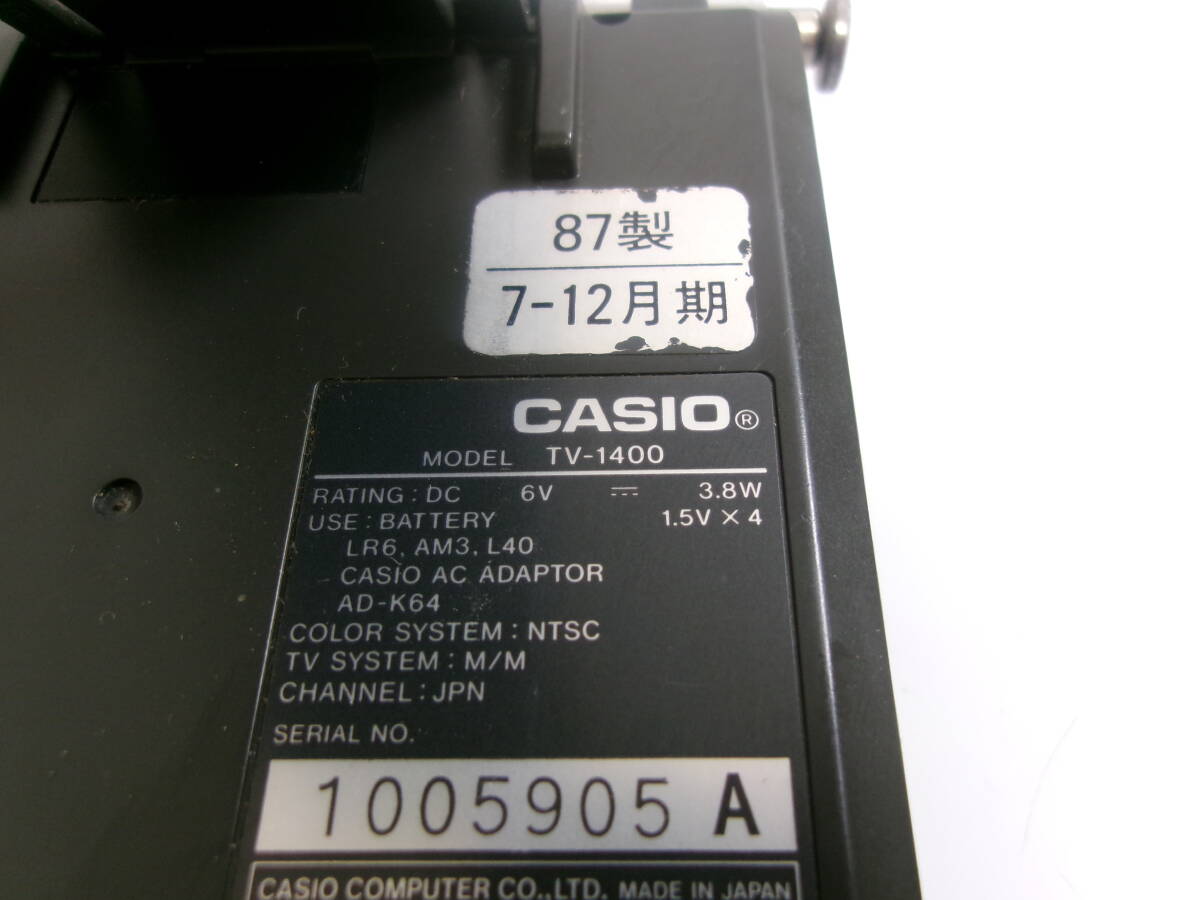 87製
7-12月期
CASIO®
MODEL TV-1400
RATING : DC 6V ⎓ 3.8W
USE : BATTERY 1.5V × 4
LR6, AM3, L40
CASIO AC ADAPTOR
AD-K64
COLOR SYSTEM : NTSC
TV SYSTEM : M/M
CHANNEL : JPN
SERIAL NO.
1005905 A
CASIO COMPUTER CO.,LTD. MADE IN JAPAN